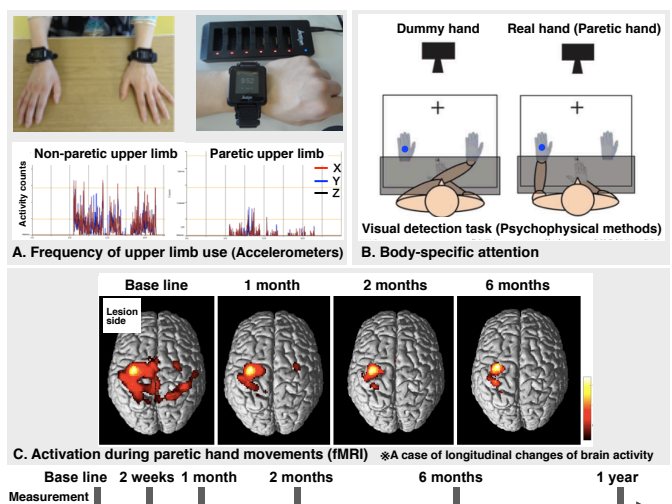 Non-paretic upper limb
Paretic upper limb
Activity counts
X
Y
Z
A. Frequency of upper limb use (Accelerometers)
Dummy hand
Real hand (Paretic hand)
Visual detection task (Psychophysical methods)
B. Body-specific attention
Base line
1 month
2 months
6 months
Lesion
side
C. Activation during paretic hand movements (fMRI)
※A case of longitudinal changes of brain activity
Base line
2 weeks
1 month
2 months
6 months
1 year
Measurement